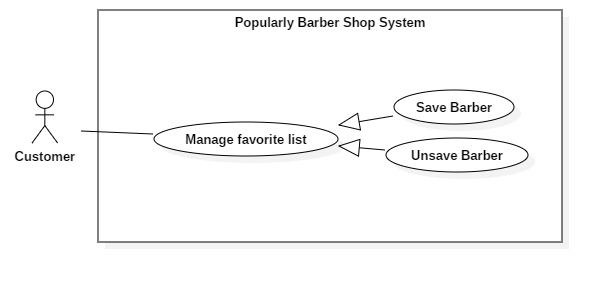 Popularly Barber Shop System
Save Barber
Manage favorite list
Unsave Barber
Customer